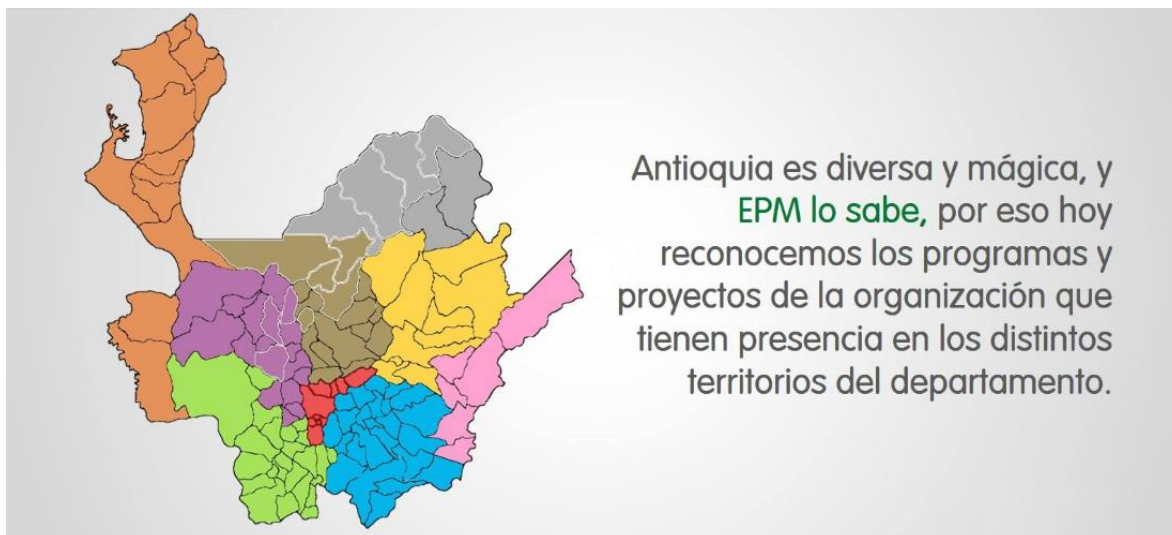 Antioquia es diversa y mágica, y
EPM lo sabe, por eso hoy
reconocemos los programas y
proyectos de la organización que
tienen presencia en los distintos
territorios del departamento.